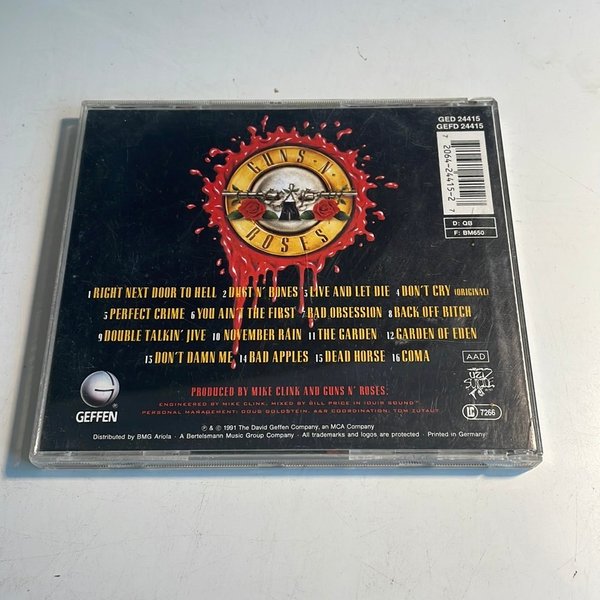 GED 24415
GEFD 24415
7 2064-24415-2 7
D: QB
F: BM650
GUNS N' ROSES
1 RIGHT NEXT DOOR TO HELL 2 DUST N' BONES 3 LIVE AND LET DIE 4 DON'T CRY (ORIGINAL)
5 PERFECT CRIME 6 YOU AIN'T THE FIRST 7 BAD OBSESSION 8 BACK OFF BITCH
9 DOUBLE TALKIN' JIVE 10 NOVEMBER RAIN 11 THE GARDEN 12 GARDEN OF EDEN
13 DON'T DAMN ME 14 BAD APPLES 15 DEAD HORSE 16 COMA
AAD
PRODUCED BY MIKE CLINK AND GUNS N' ROSES
ENGINEERED BY MIKE CLINK, MIXED BY BILL PRICE IN IOUIR SOUND™
PERSONAL MANAGEMENT: DOUG GOLDSTEIN, A&R COORDINATION: TOM ZUTAUT
GEFFEN
LC 7266
℗ & © 1991 The David Geffen Company, an MCA Company
Distributed by BMG Ariola · A Bertelsmann Music Group Company · All trademarks and logos are protected · Printed in Germany